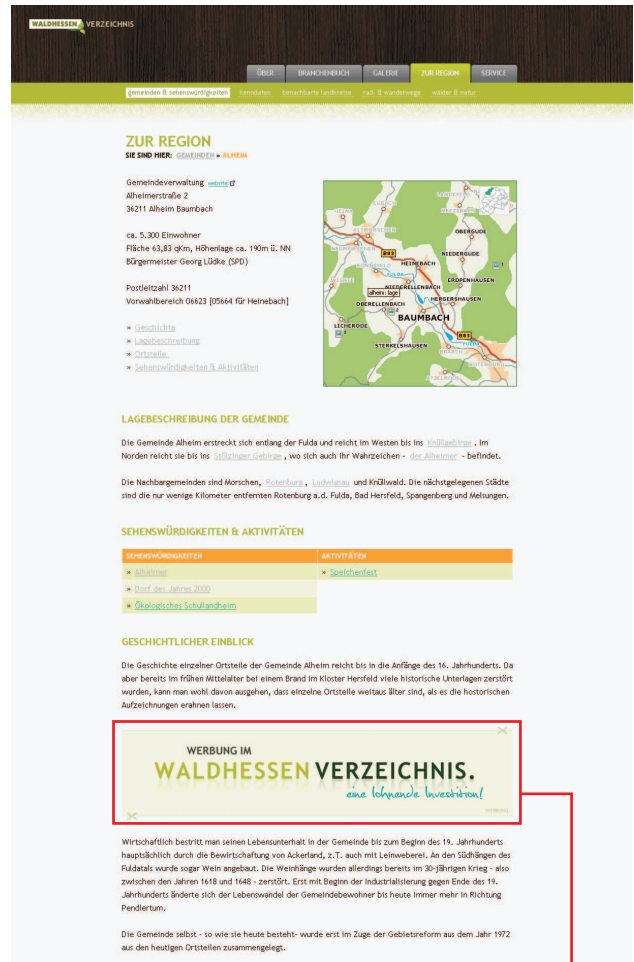 WALDHESSEN VERZEICHNIS
ÜBER BRANCHENBUCH GALERIE ZUR REGION SERVICE
gemeinden & sehenswürdigkeiten kenndaten benachbarte landkreise rad- & wanderwege wälder & natur
ZUR REGION
SIE SIND HIER: GEMEINDEN » ALHEIM
Gemeindeverwaltung website
Alheimerstraße 2
36211 Alheim Baumbach
ca. 5.300 Einwohner
Fläche 63,83 qKm, Höhenlage ca. 190m ü. NN
Bürgermeister Georg Lüdke (SPD)
Postleitzahl 36211
Vorwahlbereich 06623 [05664 für Heinebach]
» Geschichte
» Lagebeschreibung
» Ortsteile
» Sehenswürdigkeiten & Aktivitäten
OBERGUDE
NIEDERGUDE
B 83
HEINEBACH
FULDA
ERDPENHAUSEN
NIEDERELLENBACH
alheim: lage
HERGERSHAUSEN
OBERELLENBACH
BAUMBACH
LICHERODE
B 83
FULDA
STERKELSHAUSEN
BRAACH
ROTENBURG
LAGEBESCHREIBUNG DER GEMEINDE
Die Gemeinde Alheim erstreckt sich entlang der Fulda und reicht im Westen bis ins Knüllgebirge . Im
Norden reicht sie bis ins Stölzinger Gebirge , wo sich auch ihr Wahrzeichen - der Alheimer - befindet.
Die Nachbargemeinden sind Morschen, Rotenburg , Ludwigsau und Knüllwald. Die nächstgelegenen Städte
sind die nur wenige Kilometer entfernten Rotenburg a.d. Fulda, Bad Hersfeld, Spangenberg und Melsungen.
SEHENSWÜRDIGKEITEN & AKTIVITÄTEN
SEHENSWÜRDIGKEITEN AKTIVITÄTEN
» Alheimer » Speichenfest
» Dorf des Jahres 2000
» Ökologisches Schullandheim
GESCHICHTLICHER EINBLICK
Die Geschichte einzelner Ortsteile der Gemeinde Alheim reicht bis in die Anfänge des 16. Jahrhunderts. Da
aber bereits im frühen Mittelalter bei einem Brand im Kloster Hersfeld viele historische Unterlagen zerstört
wurden, kann man wohl davon ausgehen, dass einzelne Ortsteile weitaus älter sind, als es die hostorischen
Aufzeichnungen erahnen lassen.
WERBUNG IM
WALDHESSEN VERZEICHNIS.
eine lohnende Investition!
WERBUNG
Wirtschaftlich bestritt man seinen Lebensunterhalt in der Gemeinde bis zum Beginn des 19. Jahrhunderts
hauptsächlich durch die Bewirtschaftung von Ackerland, z.T. auch mit Leinweberei. An den Südhängen des
Fuldatals wurde sogar Wein angebaut. Die Weinhänge wurden allerdings bereits im 30-jährigen Krieg - also
zwischen den Jahren 1618 und 1648 - zerstört. Erst mit Beginn der Industrialisierung gegen Ende des 19.
Jahrhunderts änderte sich der Lebenswandel der Gemeindebewohner bis heute immer mehr in Richtung
Pendlertum.
Die Gemeinde selbst - so wie sie heute besteht- wurde erst im Zuge der Gebietsreform aus dem Jahr 1972
aus den heutigen Ortsteilen zusammengelegt.